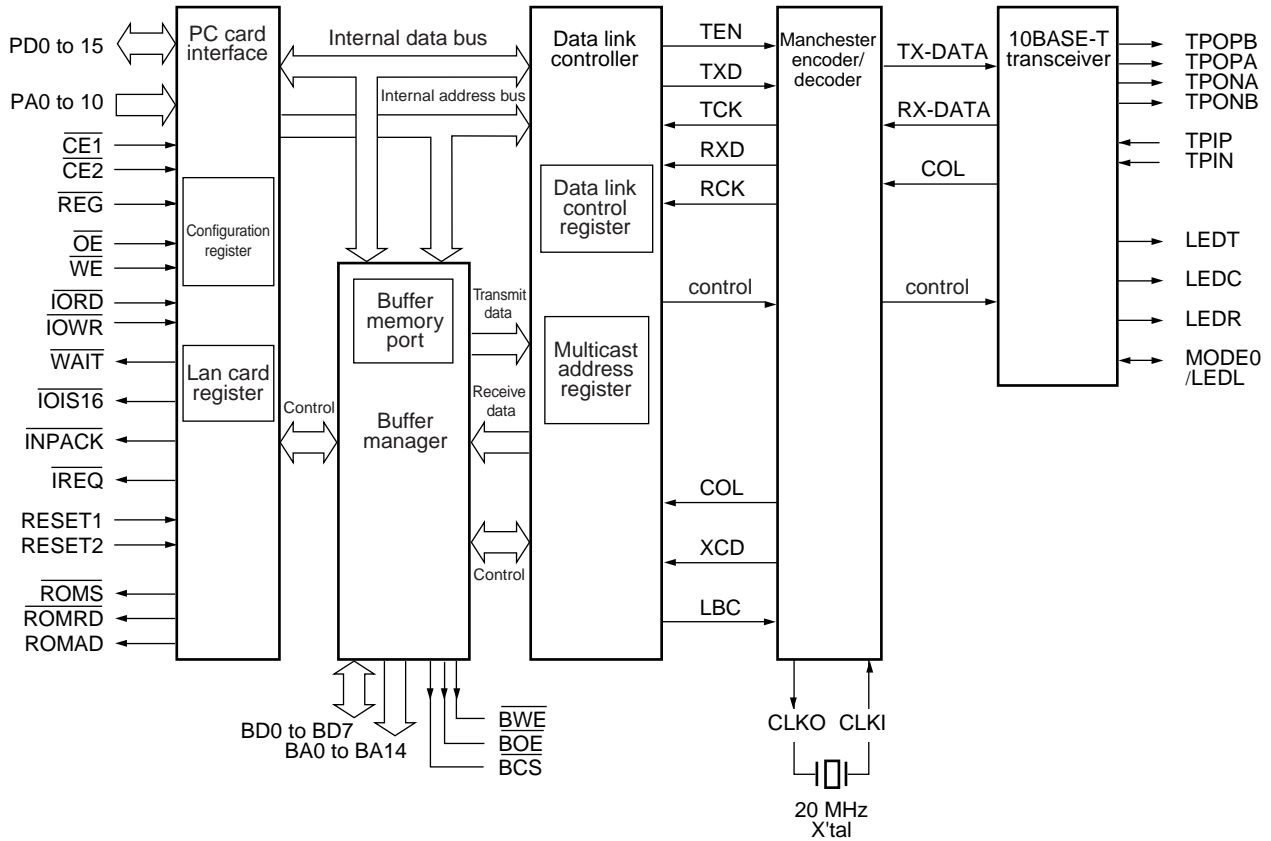 PD0 to 15
PA0 to 10
CE1
CE2
REG
OE
WE
IORD
IOWR
WAIT
IOIS16
INPACK
IREQ
RESET1
RESET2
ROMS
ROMRD
ROMAD
PC card
interface
Configuration
register
Lan card
register
Internal data bus
Internal address bus
Control
Buffer
memory
port
Buffer
manager
Transmit
data
Receive
data
Control
BD0 to BD7
BA0 to BA14
BWE
BOE
BCS
Data link
controller
Data link
control
register
Multicast
address
register
TEN
TXD
TCK
RXD
RCK
control
COL
XCD
LBC
Manchester
encoder/
decoder
CLKO
CLKI
20 MHz
X'tal
TX-DATA
RX-DATA
COL
control
10BASE-T
transceiver
TPOPB
TPOPA
TPONA
TPONB
TPIP
TPIN
LEDT
LEDC
LEDR
MODE0
/LEDL